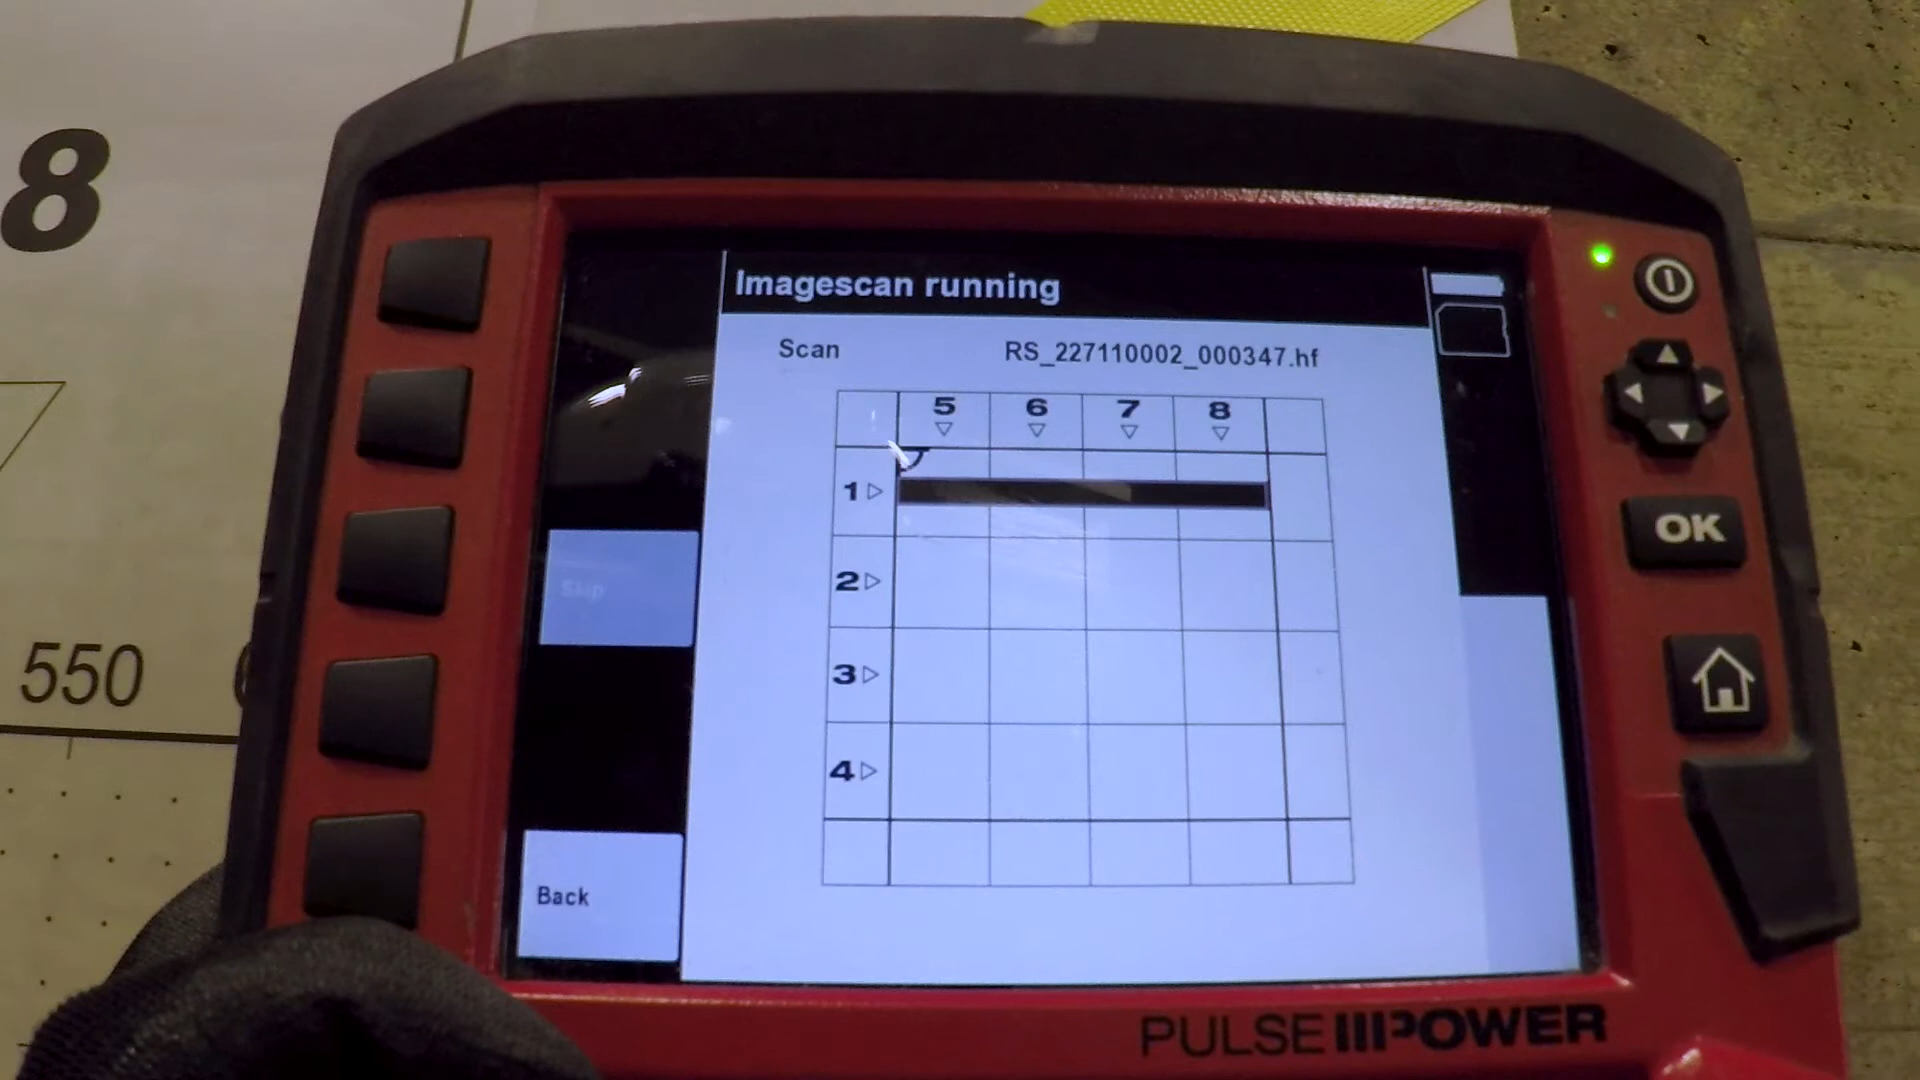 8
550
Imagescan running
Scan RS_227110002_000347.hf
5 6 7 8
1
2
3
4
Skip
Back
OK
PULSE POWER